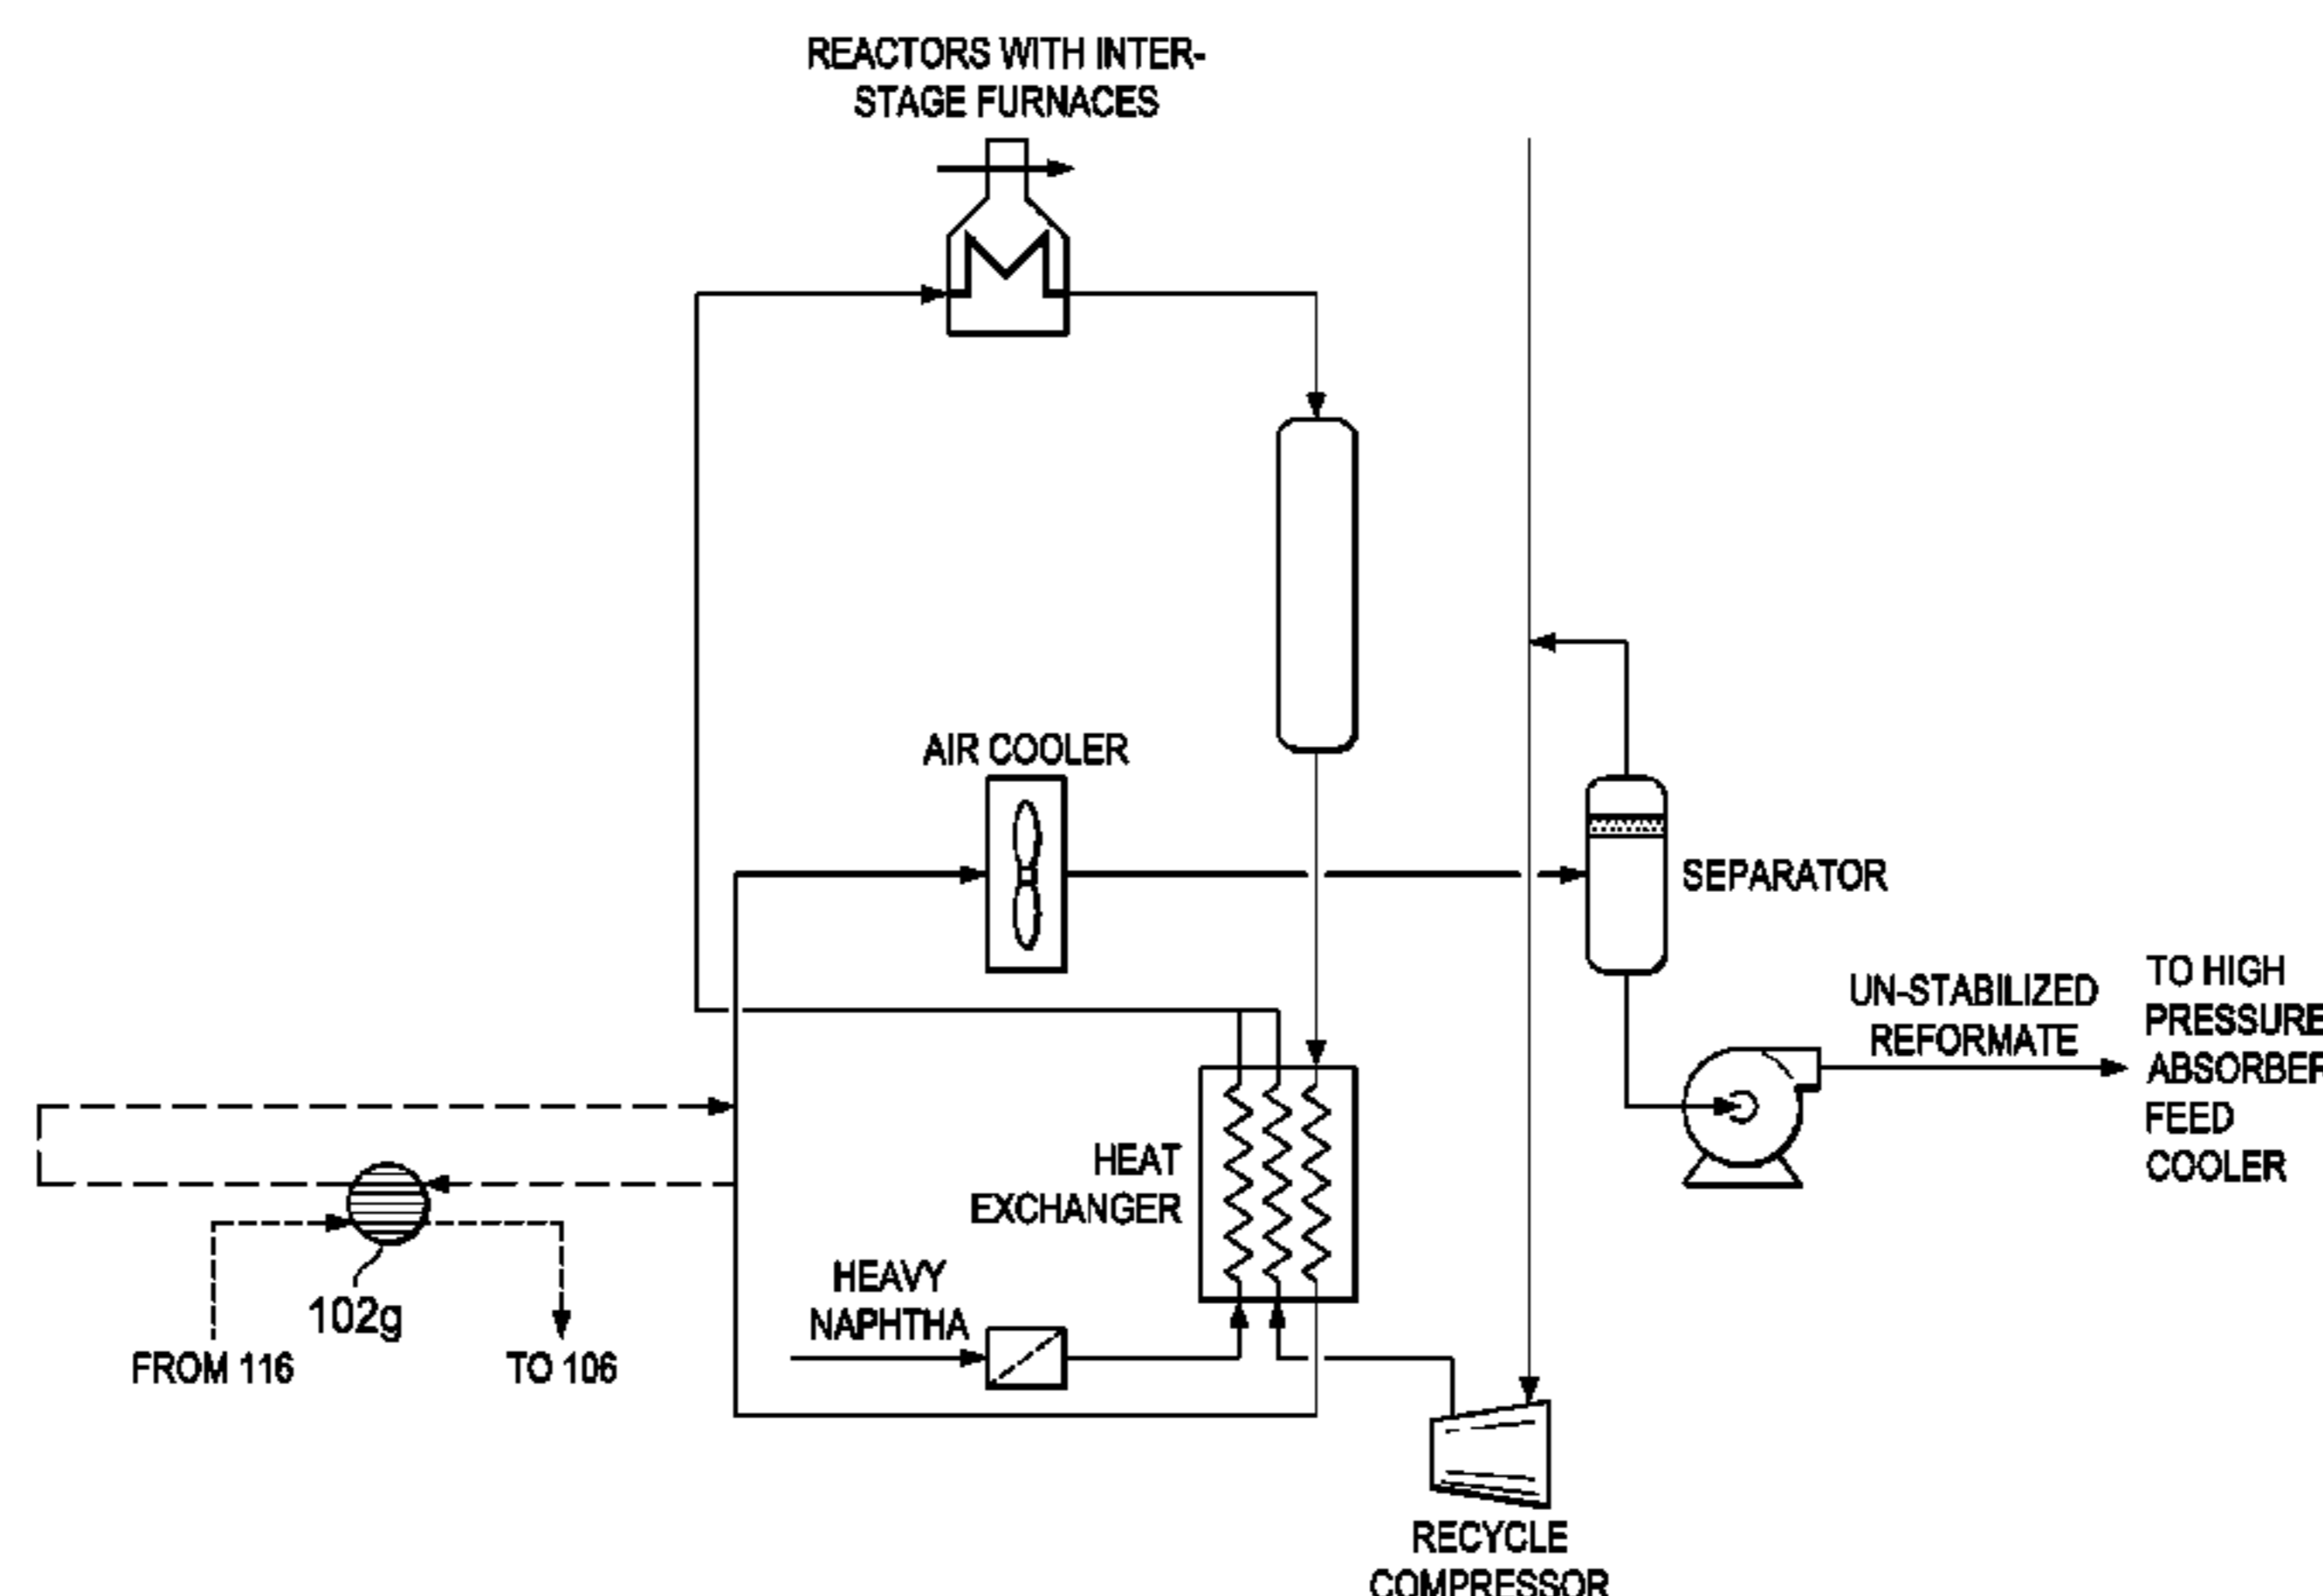 REACTORS WITH INTER-
STAGE FURNACES
AIR COOLER
SEPARATOR
UN-STABILIZED
REFORMATE
TO HIGH
PRESSURE
ABSORBER
FEED
COOLER
HEAT
EXCHANGER
HEAVY
NAPHTHA
102g
FROM 116
TO 106
RECYCLE
COMPRESSOR